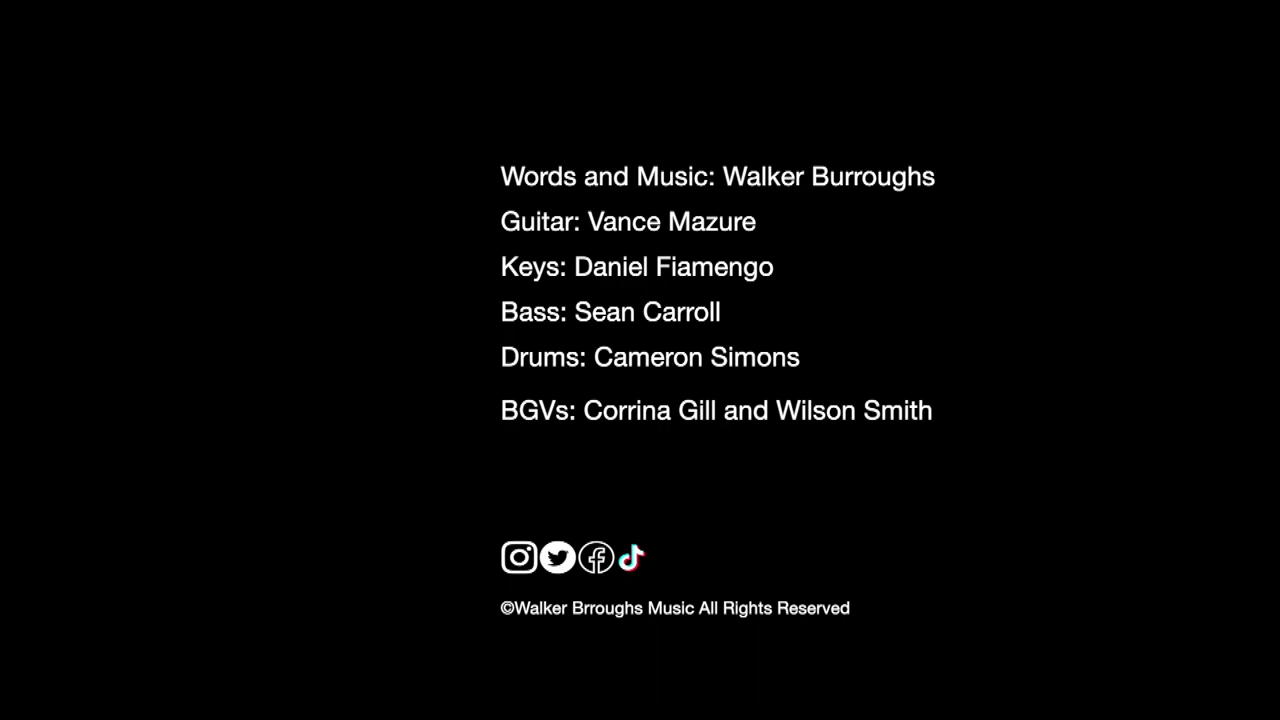 Words and Music: Walker Burroughs
Guitar: Vance Mazure
Keys: Daniel Fiamengo
Bass: Sean Carroll
Drums: Cameron Simons
BGVs: Corrina Gill and Wilson Smith
©Walker Brroughs Music All Rights Reserved